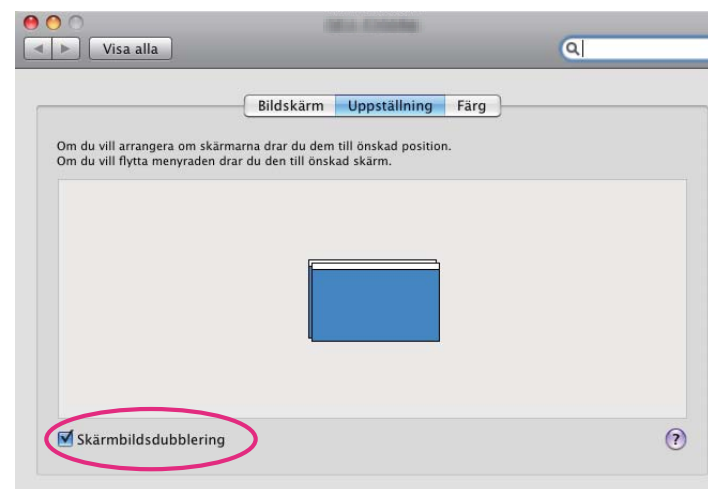 Visa alla
Bildskärm Uppställning Färg
Om du vill arrangera om skärmarna drar du dem till önskad position.
Om du vill flytta menyraden drar du den till önskad skärm.
Skärmbildsdubblering
?